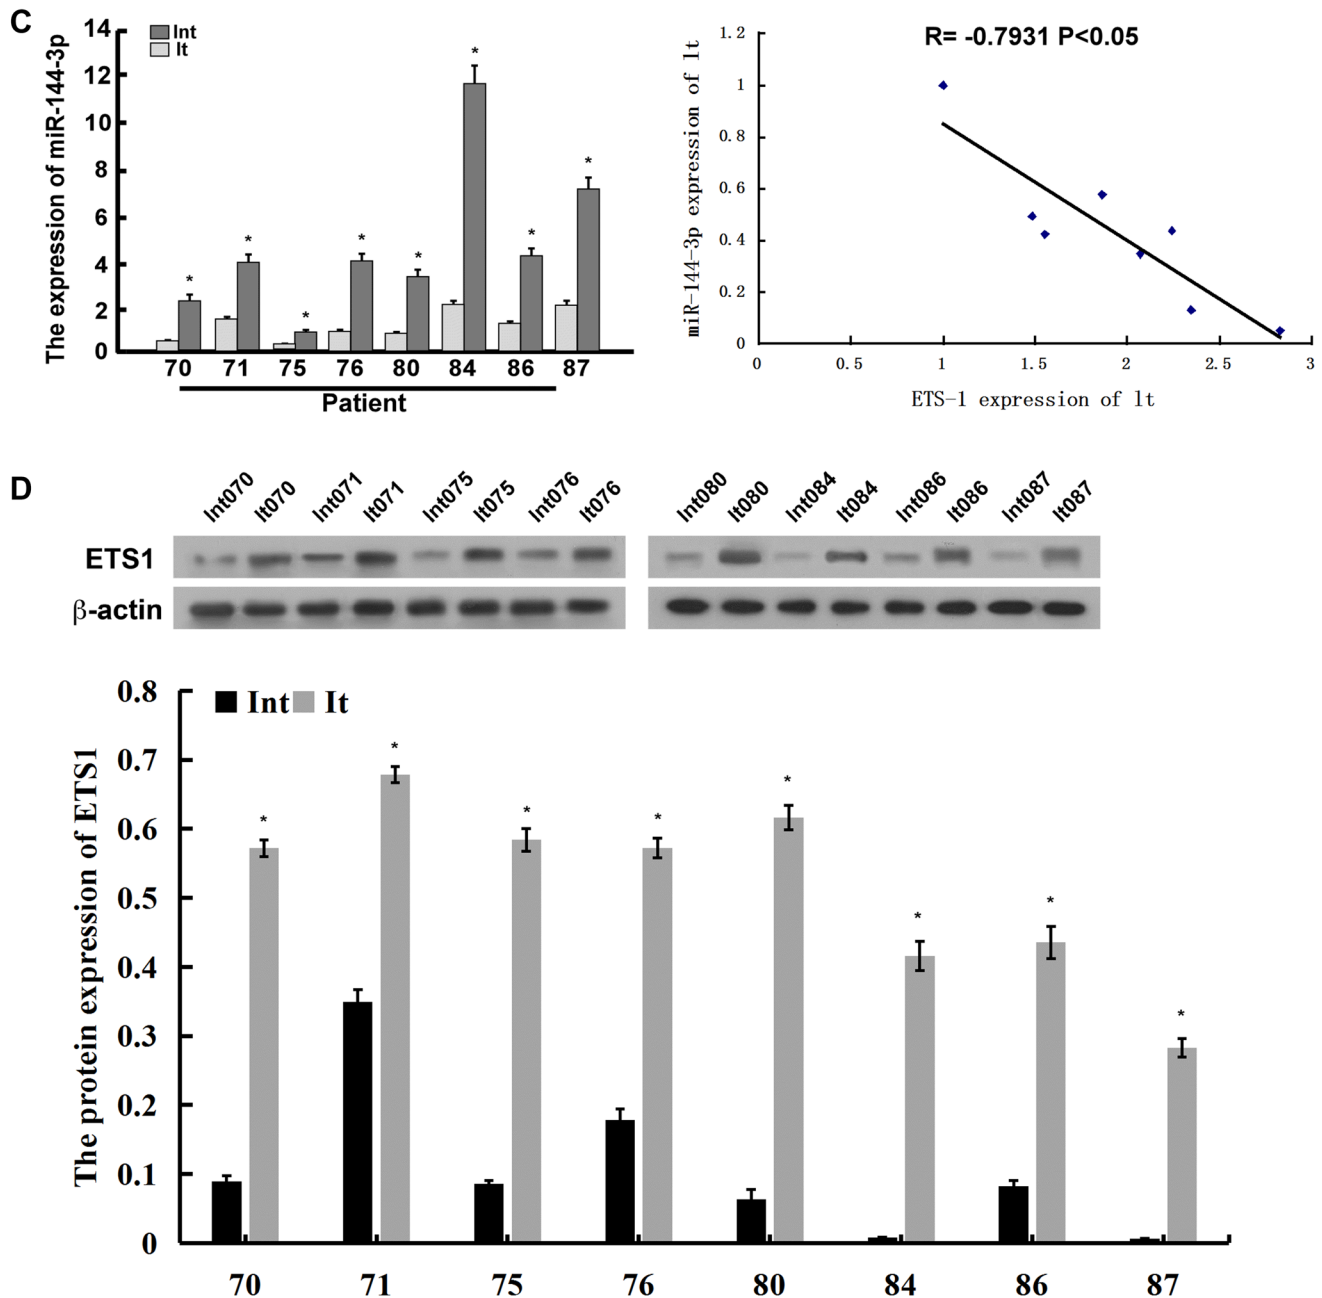 C
The expression of miR-144-3p
14
12
10
8
6
4
2
0
Int
It
* * * * * * * *
70 71 75 76 80 84 86 87
Patient
R= -0.7931 P<0.05
miR-144-3p expression of lt
1.2
1
0.8
0.6
0.4
0.2
0
0 0.5 1 1.5 2 2.5 3
ETS-1 expression of lt
D
Int070 It070 Int071 It071 Int075 It075 Int076 It076 Int080 It080 Int084 It084 Int086 It086 Int087 It087
ETS1
β-actin
The protein expression of ETS1
0.8
0.7
0.6
0.5
0.4
0.3
0.2
0.1
0
Int It
* * * * * * * *
70 71 75 76 80 84 86 87